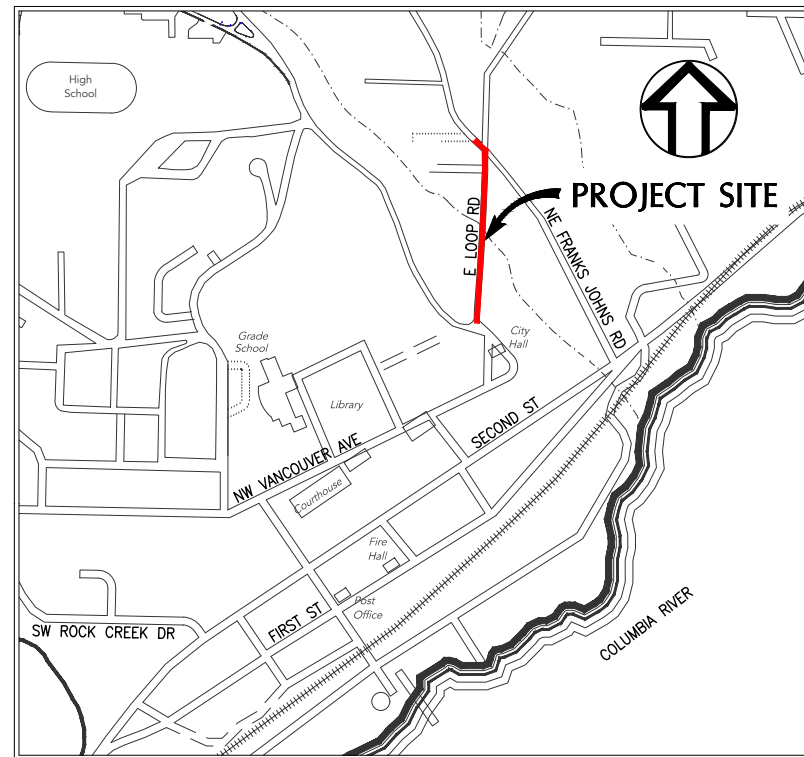 High
School
PROJECT SITE
E LOOP RD
NE FRANKS JOHNS RD
City
Hall
Grade
School
Library
SECOND ST
NW VANCOUVER AVE
Courthouse
Fire
Hall
Post
Office
FIRST ST
SW ROCK CREEK DR
COLUMBIA RIVER